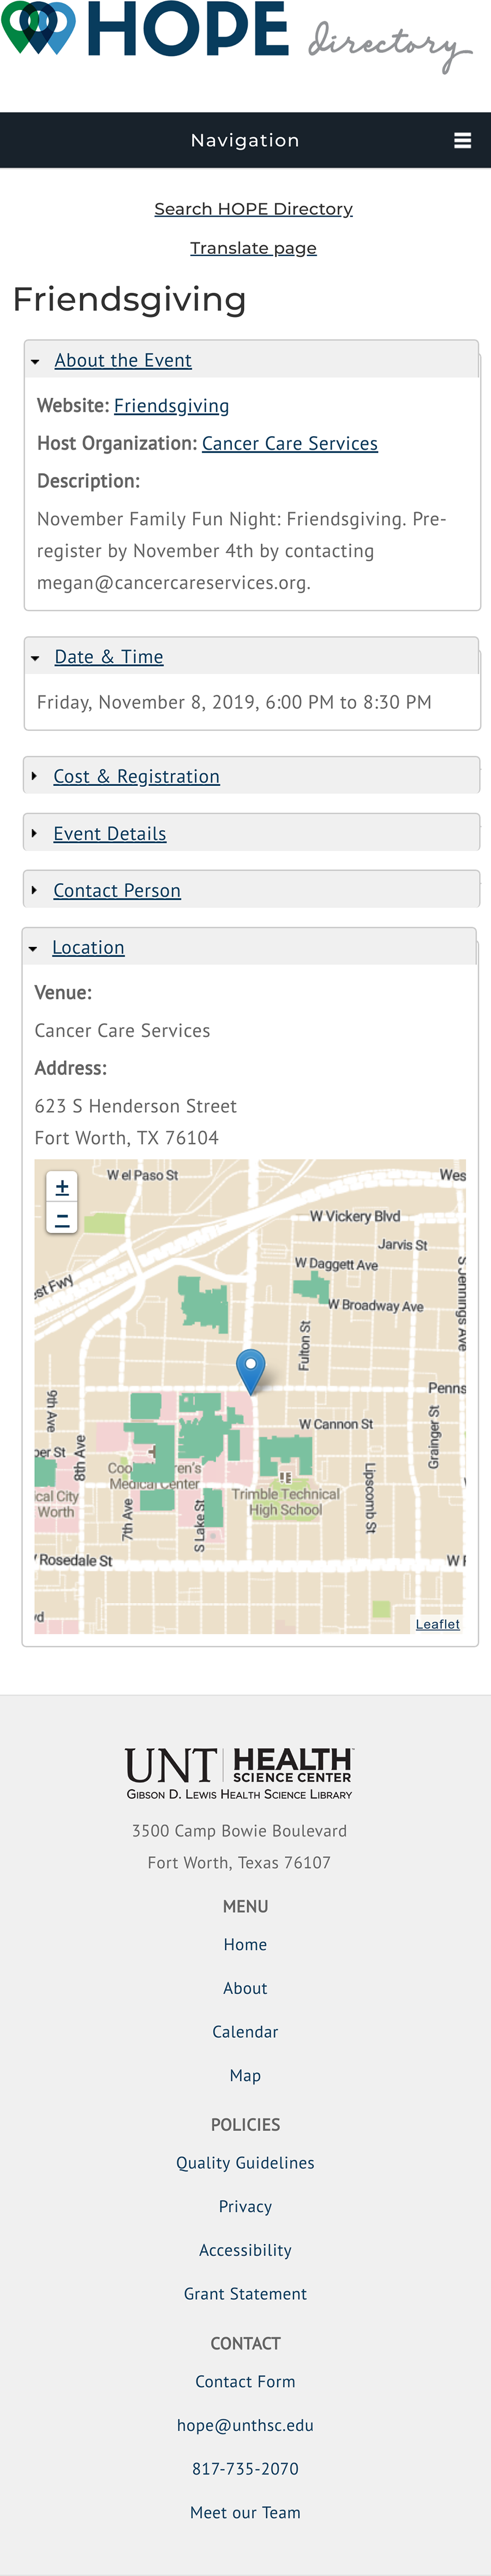 HOPE directory
Navigation
Search HOPE Directory
Translate page
Friendsgiving
About the Event
Website: Friendsgiving
Host Organization: Cancer Care Services
Description:
November Family Fun Night: Friendsgiving. Pre-
register by November 4th by contacting
megan@cancercareservices.org.
Date & Time
Friday, November 8, 2019, 6:00 PM to 8:30 PM
Cost & Registration
Event Details
Contact Person
Location
Venue:
Cancer Care Services
Address:
623 S Henderson Street
Fort Worth, TX 76104
+
−
W el Paso St
Wes
W Vickery Blvd
Jarvis St
W Daggett Ave
S Jennings Ave
est Fwy
W Broadway Ave
Fulton St
Penns
9th Ave
8th Ave
W Cannon St
Grainger St
per St
Coo ren's
Medical Center
cal City
Worth
7th Ave
S Lake St
Trimble Technical
High School
Lipscomb St
Rosedale St
W F
vd
Leaflet
UNT HEALTH
SCIENCE CENTER
GIBSON D. LEWIS HEALTH SCIENCE LIBRARY
3500 Camp Bowie Boulevard
Fort Worth, Texas 76107
MENU
Home
About
Calendar
Map
POLICIES
Quality Guidelines
Privacy
Accessibility
Grant Statement
CONTACT
Contact Form
hope@unthsc.edu
817-735-2070
Meet our Team